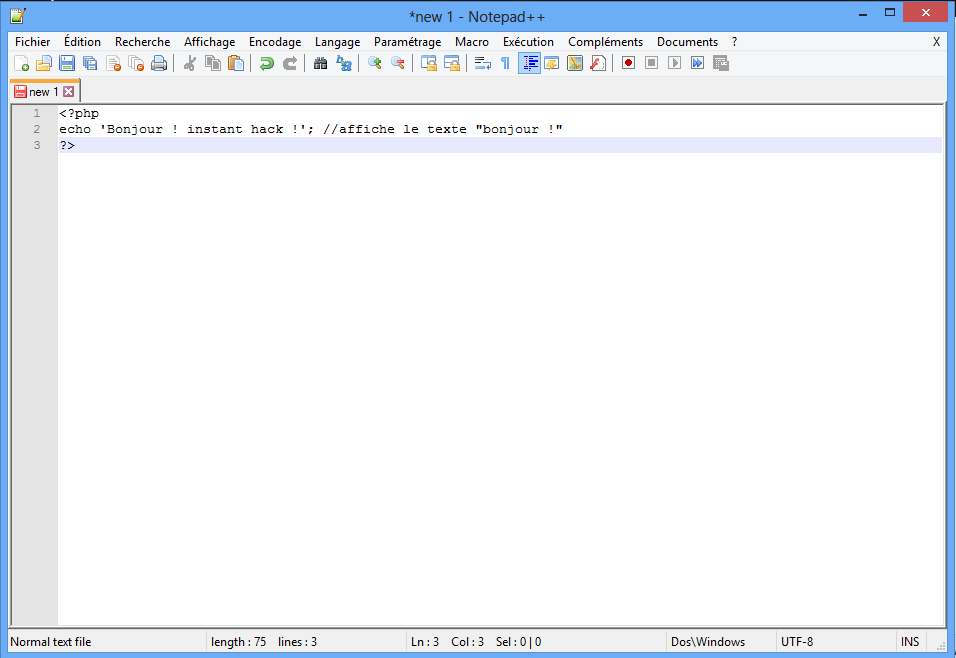 *new 1 - Notepad++
Fichier Édition Recherche Affichage Encodage Langage Paramétrage Macro Exécution Compléments Documents ? X
new 1
1 <?php
2 echo 'Bonjour ! instant hack !'; //affiche le texte "bonjour !"
3 ?>
Normal text file length : 75 lines : 3 Ln : 3 Col : 3 Sel : 0 | 0 Dos\Windows UTF-8 INS